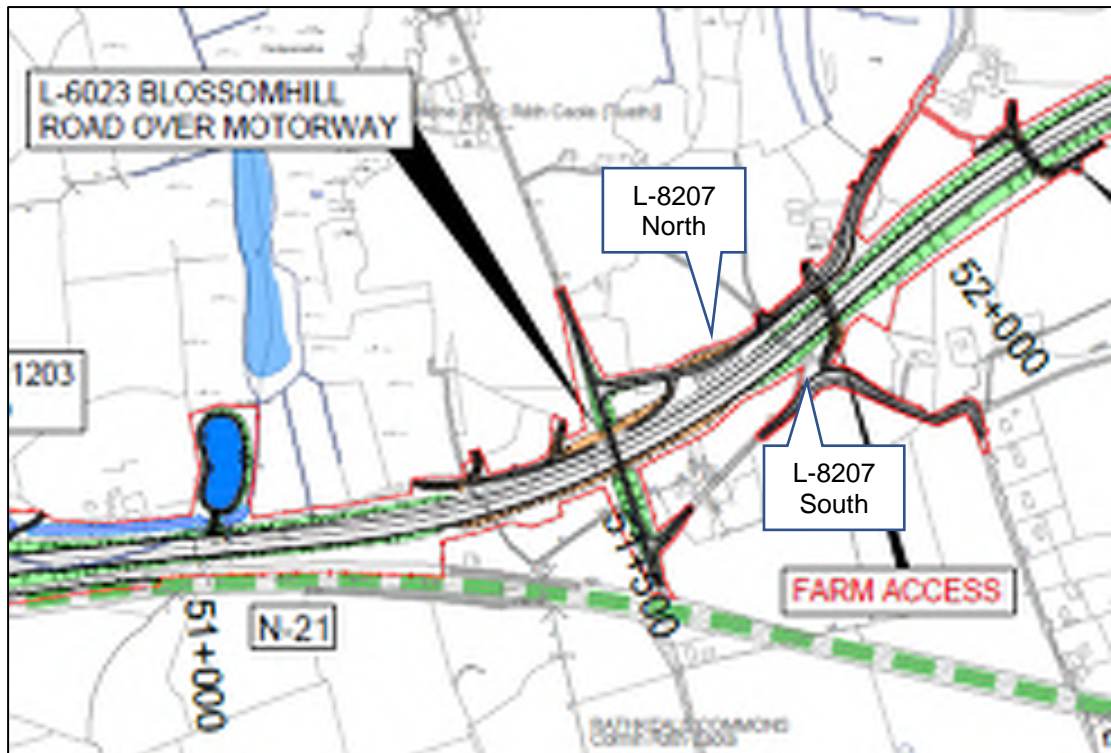 L-6023 BLOSSOMHILL
ROAD OVER MOTORWAY
L-8207
North
1203
52+000
L-8207
South
51+500
FARM ACCESS
N-21
51+000